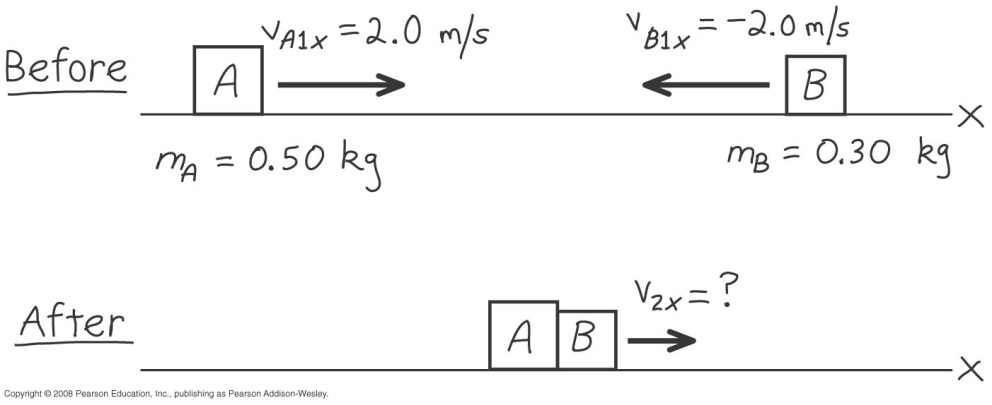 v_A1x = 2.0 m/s
v_B1x = -2.0 m/s
Before
A
B
x
m_A = 0.50 kg
m_B = 0.30 kg
v_2x = ?
After
A B
x
Copyright © 2008 Pearson Education, Inc., publishing as Pearson Addison-Wesley.